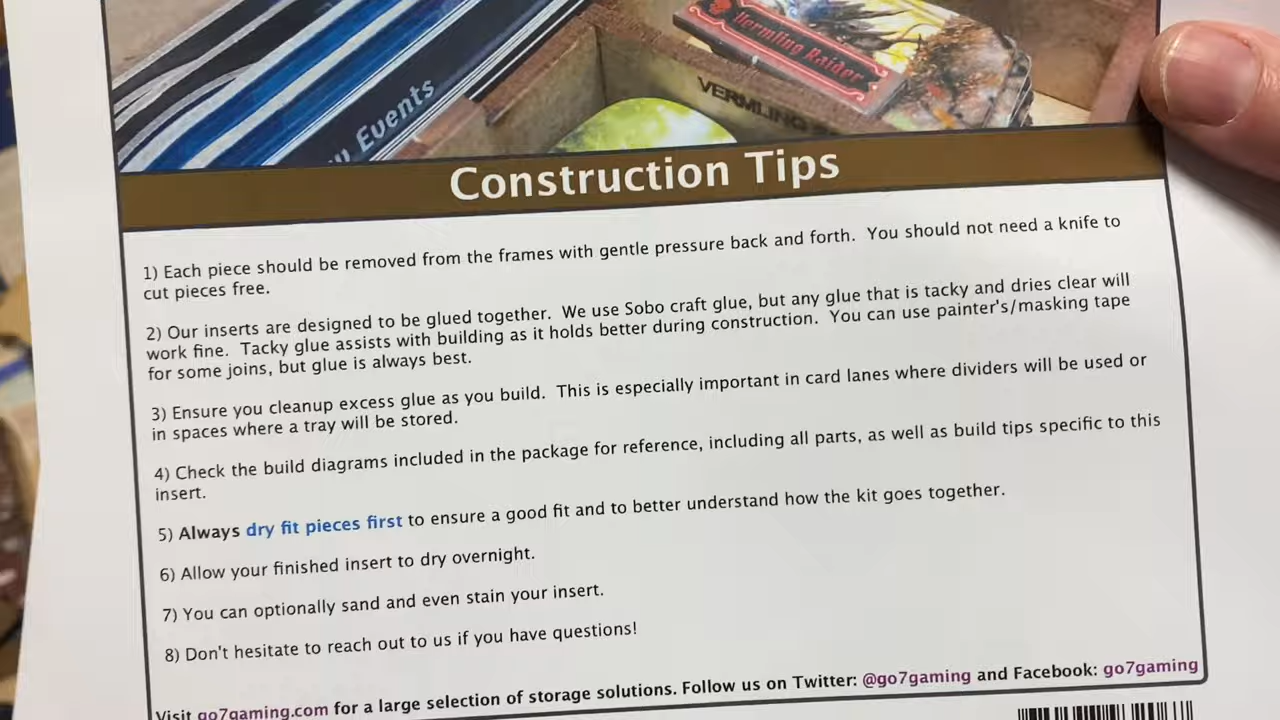 Vermling Raider
VERMLING
Events
Construction Tips
1) Each piece should be removed from the frames with gentle pressure back and forth. You should not need a knife to
cut pieces free.
2) Our inserts are designed to be glued together. We use Sobo craft glue, but any glue that is tacky and dries clear will
work fine. Tacky glue assists with building as it holds better during construction. You can use painter's/masking tape
for some joins, but glue is always best.
3) Ensure you cleanup excess glue as you build. This is especially important in card lanes where dividers will be used or
in spaces where a tray will be stored.
4) Check the build diagrams included in the package for reference, including all parts, as well as build tips specific to this
insert.
5) Always dry fit pieces first to ensure a good fit and to better understand how the kit goes together.
6) Allow your finished insert to dry overnight.
7) You can optionally sand and even stain your insert.
8) Don't hesitate to reach out to us if you have questions!
Visit go7gaming.com for a large selection of storage solutions. Follow us on Twitter: @go7gaming and Facebook: go7gaming